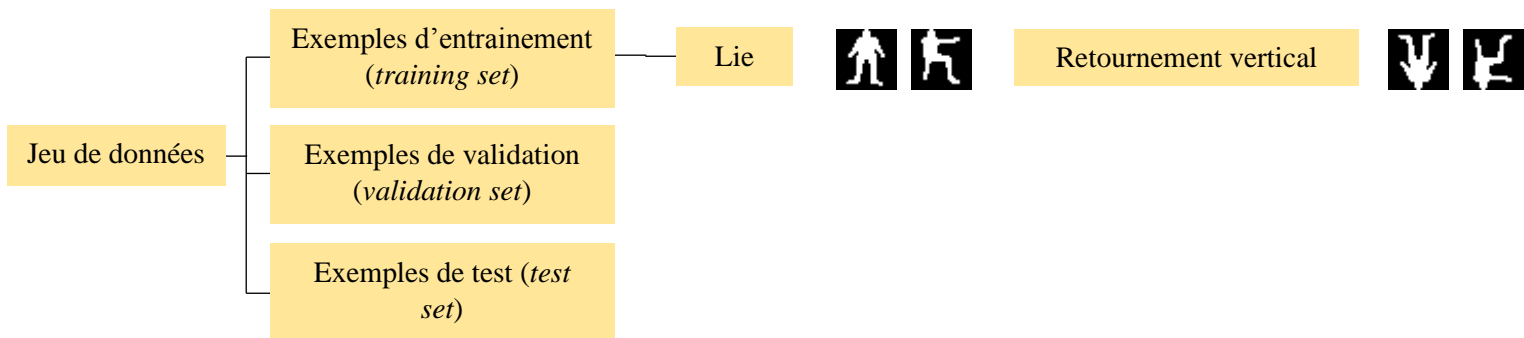 Exemples d'entrainement
(training set)
Lie
Retournement vertical
Jeu de données
Exemples de validation
(validation set)
Exemples de test (test
set)